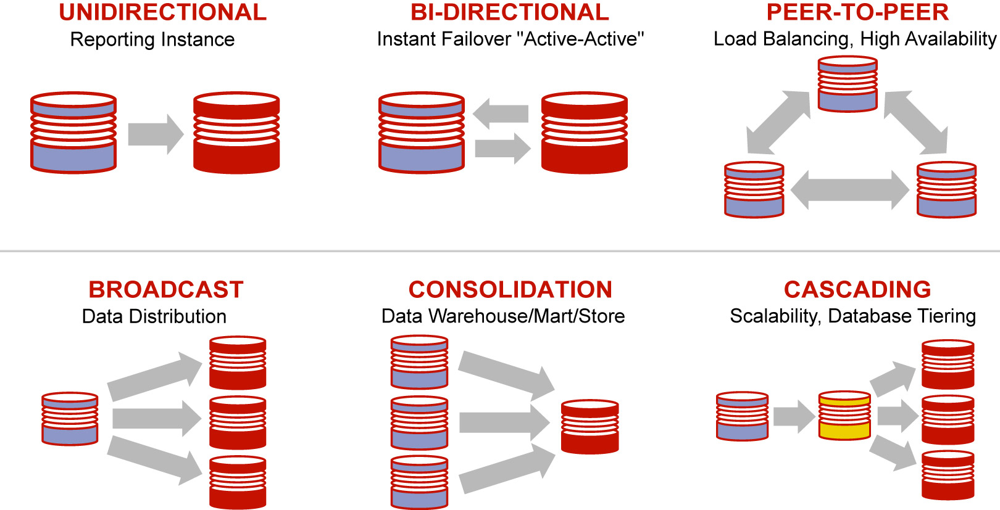 UNIDIRECTIONAL
Reporting Instance
BI-DIRECTIONAL
Instant Failover "Active-Active"
PEER-TO-PEER
Load Balancing, High Availability
BROADCAST
Data Distribution
CONSOLIDATION
Data Warehouse/Mart/Store
CASCADING
Scalability, Database Tiering